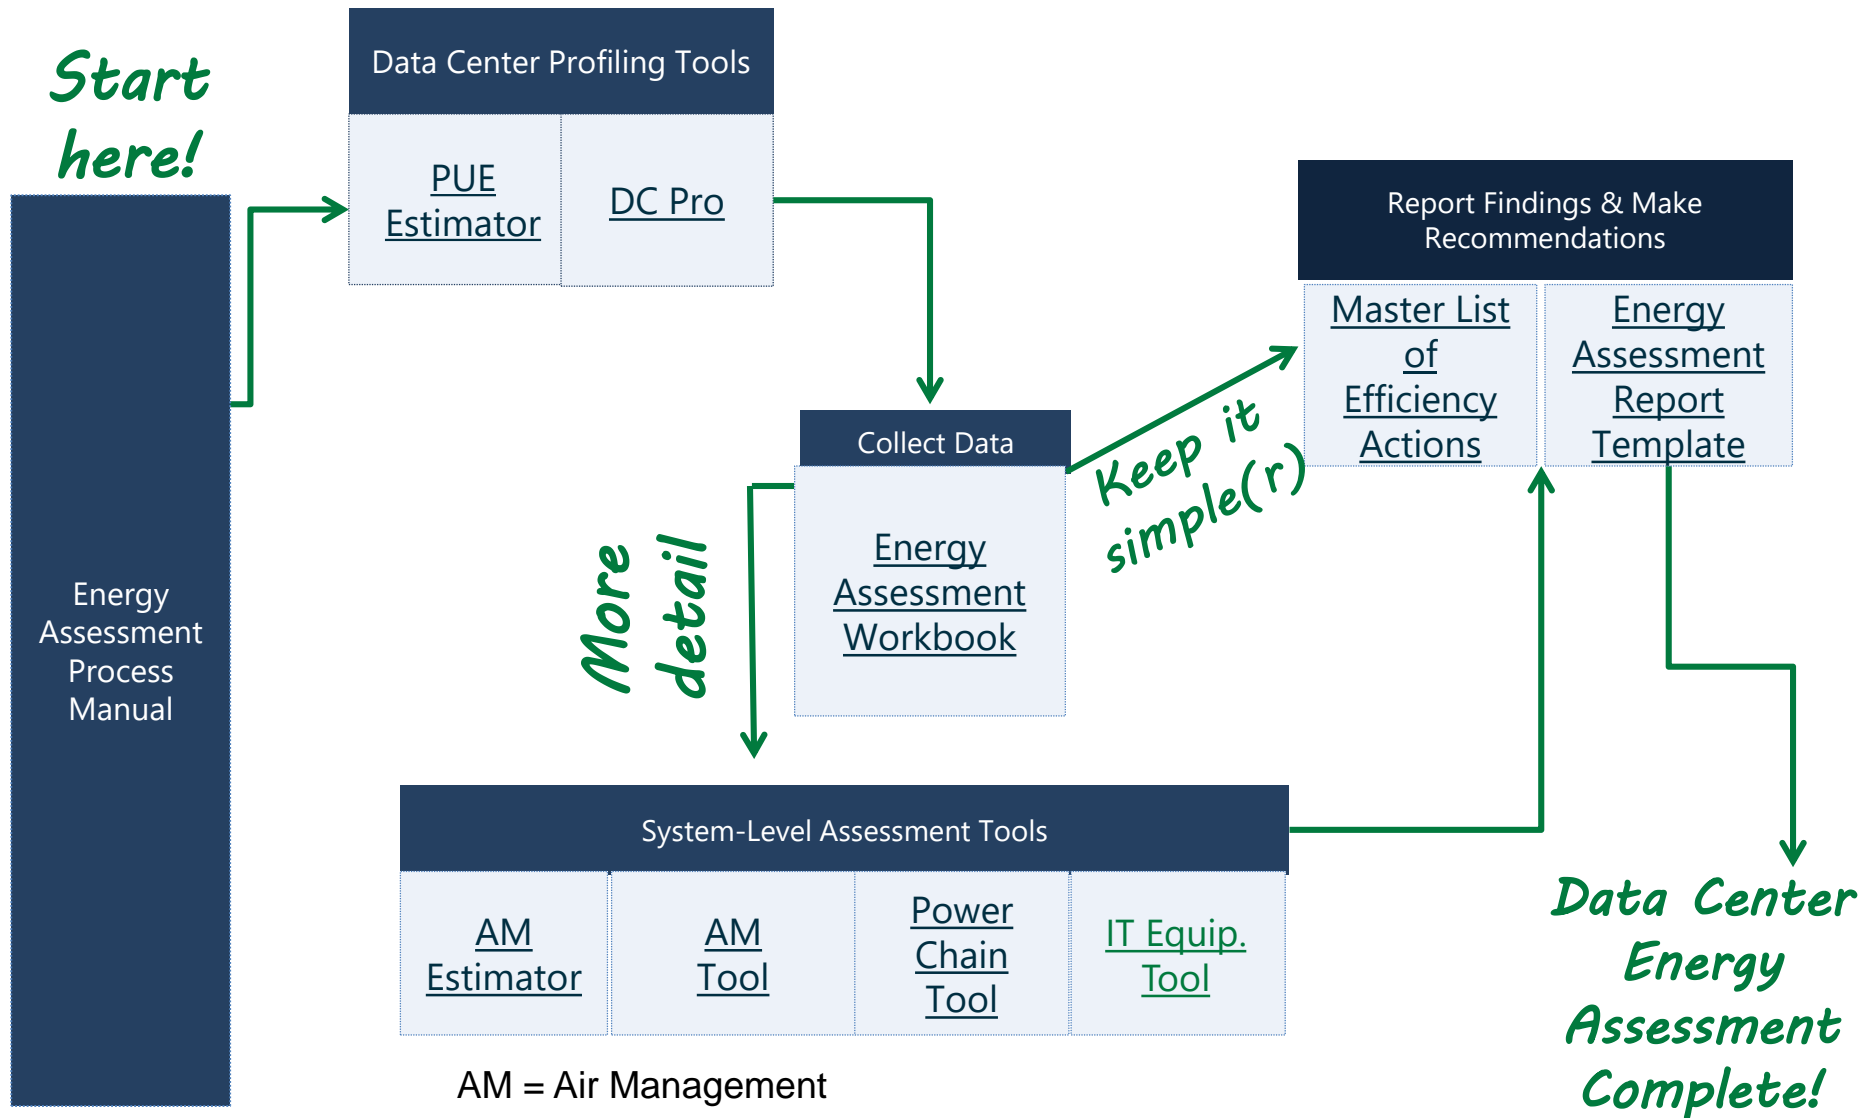 Start
here!
Energy
Assessment
Process
Manual
Data Center Profiling Tools
PUE
Estimator
DC Pro
Collect Data
Energy
Assessment
Workbook
More
detail
Keep it
simple(r)
Report Findings & Make
Recommendations
Master List
of
Efficiency
Actions
Energy
Assessment
Report
Template
System-Level Assessment Tools
AM
Estimator
AM
Tool
Power
Chain
Tool
IT Equip.
Tool
AM = Air Management
Data Center
Energy
Assessment
Complete!